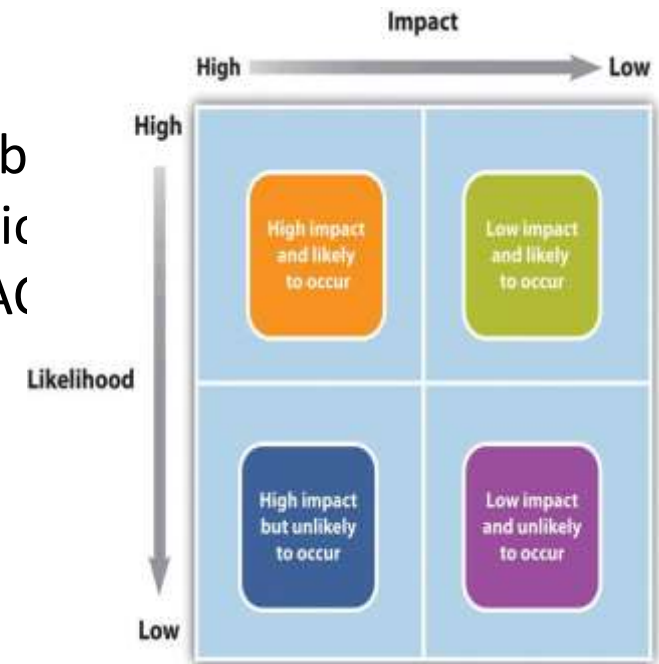 Impact
High
Low
High
b
ic
High impact
and likely
to occur
Low impact
and likely
to occur
Likelihood
High impact
but unlikely
to occur
Low impact
and unlikely
to occur
Low